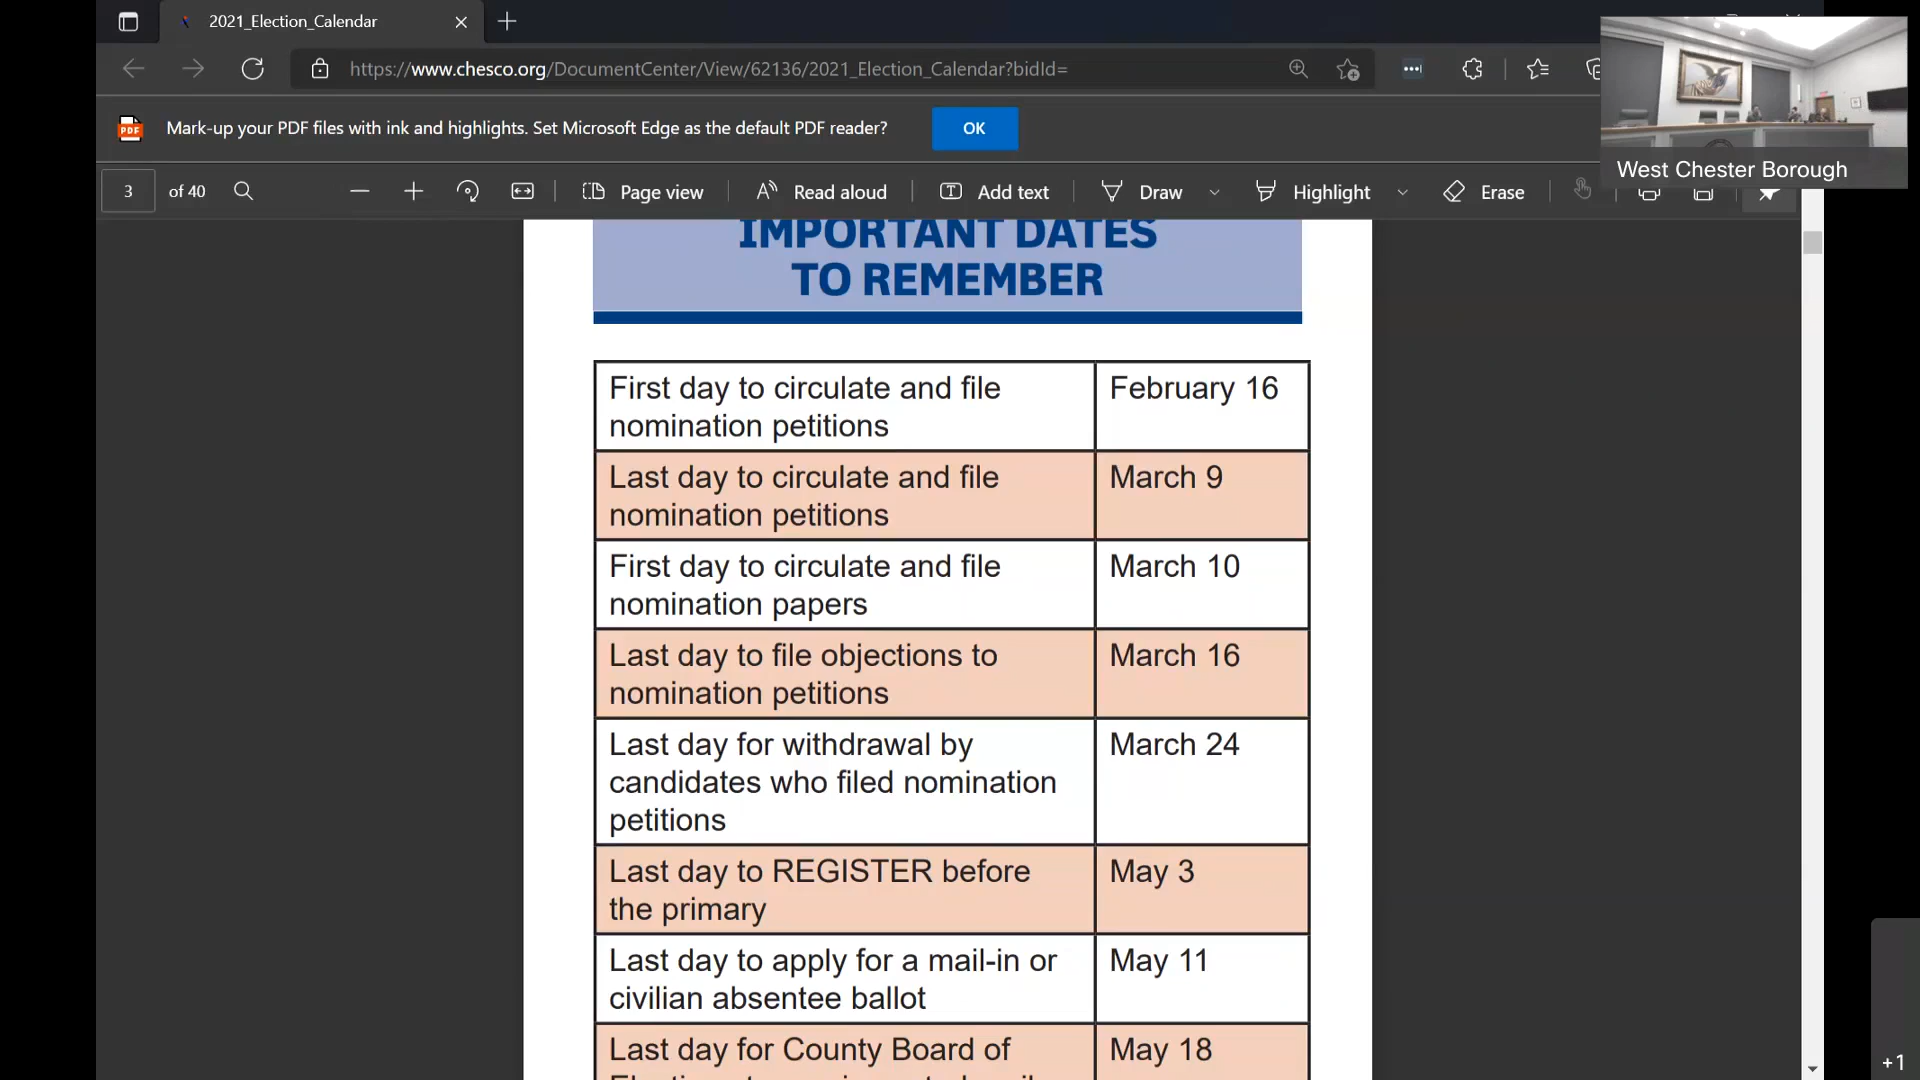 2021_Election_Calendar
https://www.chesco.org/DocumentCenter/View/62136/2021_Election_Calendar?bidId=
PDF
Mark-up your PDF files with ink and highlights. Set Microsoft Edge as the default PDF reader?
OK
West Chester Borough
3 of 40
Page view
Read aloud
Add text
Draw
Highlight
Erase
IMPORTANT DATES
TO REMEMBER
First day to circulate and file February 16
nomination petitions
Last day to circulate and file March 9
nomination petitions
First day to circulate and file March 10
nomination papers
Last day to file objections to March 16
nomination petitions
Last day for withdrawal by March 24
candidates who filed nomination
petitions
Last day to REGISTER before May 3
the primary
Last day to apply for a mail-in or May 11
civilian absentee ballot
Last day for County Board of May 18
+1